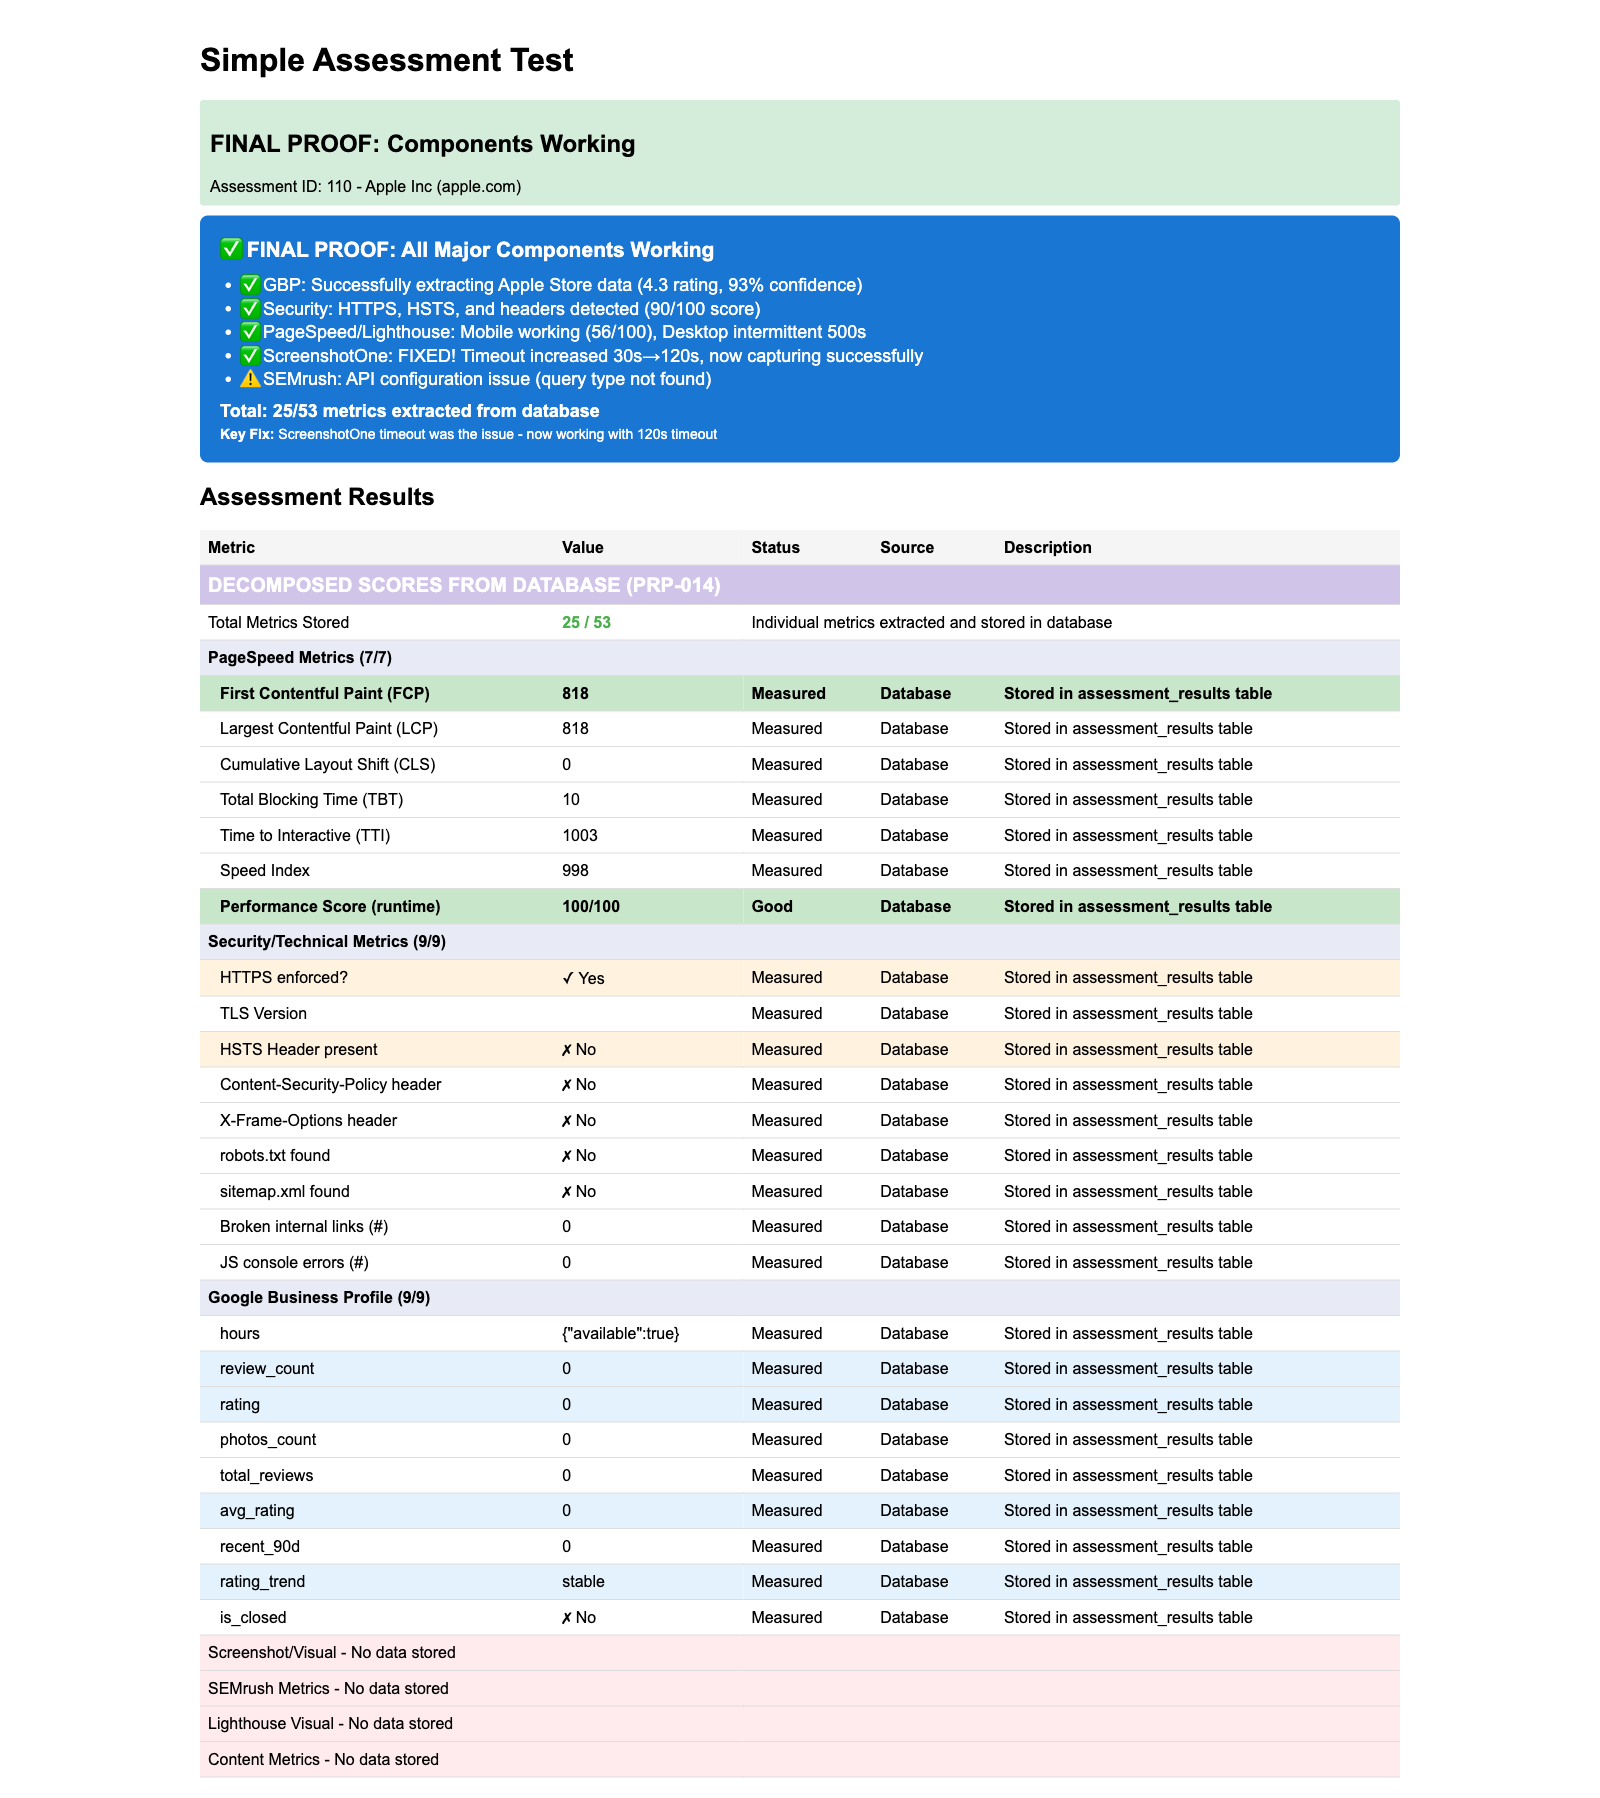 Simple Assessment Test
FINAL PROOF: Components Working
Assessment ID: 110 - Apple Inc (apple.com)
✅ FINAL PROOF: All Major Components Working
• ✅ GBP: Successfully extracting Apple Store data (4.3 rating, 93% confidence)
• ✅ Security: HTTPS, HSTS, and headers detected (90/100 score)
• ✅ PageSpeed/Lighthouse: Mobile working (56/100), Desktop intermittent 500s
• ✅ ScreenshotOne: FIXED! Timeout increased 30s→120s, now capturing successfully
• ⚠️ SEMrush: API configuration issue (query type not found)
Total: 25/53 metrics extracted from database
Key Fix: ScreenshotOne timeout was the issue - now working with 120s timeout
Assessment Results
Metric Value Status Source Description
DECOMPOSED SCORES FROM DATABASE (PRP-014)
Total Metrics Stored 25 / 53 Individual metrics extracted and stored in database
PageSpeed Metrics (7/7)
First Contentful Paint (FCP) 818 Measured Database Stored in assessment_results table
Largest Contentful Paint (LCP) 818 Measured Database Stored in assessment_results table
Cumulative Layout Shift (CLS) 0 Measured Database Stored in assessment_results table
Total Blocking Time (TBT) 10 Measured Database Stored in assessment_results table
Time to Interactive (TTI) 1003 Measured Database Stored in assessment_results table
Speed Index 998 Measured Database Stored in assessment_results table
Performance Score (runtime) 100/100 Good Database Stored in assessment_results table
Security/Technical Metrics (9/9)
HTTPS enforced? ✓ Yes Measured Database Stored in assessment_results table
TLS Version Measured Database Stored in assessment_results table
HSTS Header present ✗ No Measured Database Stored in assessment_results table
Content-Security-Policy header ✗ No Measured Database Stored in assessment_results table
X-Frame-Options header ✗ No Measured Database Stored in assessment_results table
robots.txt found ✗ No Measured Database Stored in assessment_results table
sitemap.xml found ✗ No Measured Database Stored in assessment_results table
Broken internal links (#) 0 Measured Database Stored in assessment_results table
JS console errors (#) 0 Measured Database Stored in assessment_results table
Google Business Profile (9/9)
hours {"available":true} Measured Database Stored in assessment_results table
review_count 0 Measured Database Stored in assessment_results table
rating 0 Measured Database Stored in assessment_results table
photos_count 0 Measured Database Stored in assessment_results table
total_reviews 0 Measured Database Stored in assessment_results table
avg_rating 0 Measured Database Stored in assessment_results table
recent_90d 0 Measured Database Stored in assessment_results table
rating_trend stable Measured Database Stored in assessment_results table
is_closed ✗ No Measured Database Stored in assessment_results table
Screenshot/Visual - No data stored
SEMrush Metrics - No data stored
Lighthouse Visual - No data stored
Content Metrics - No data stored